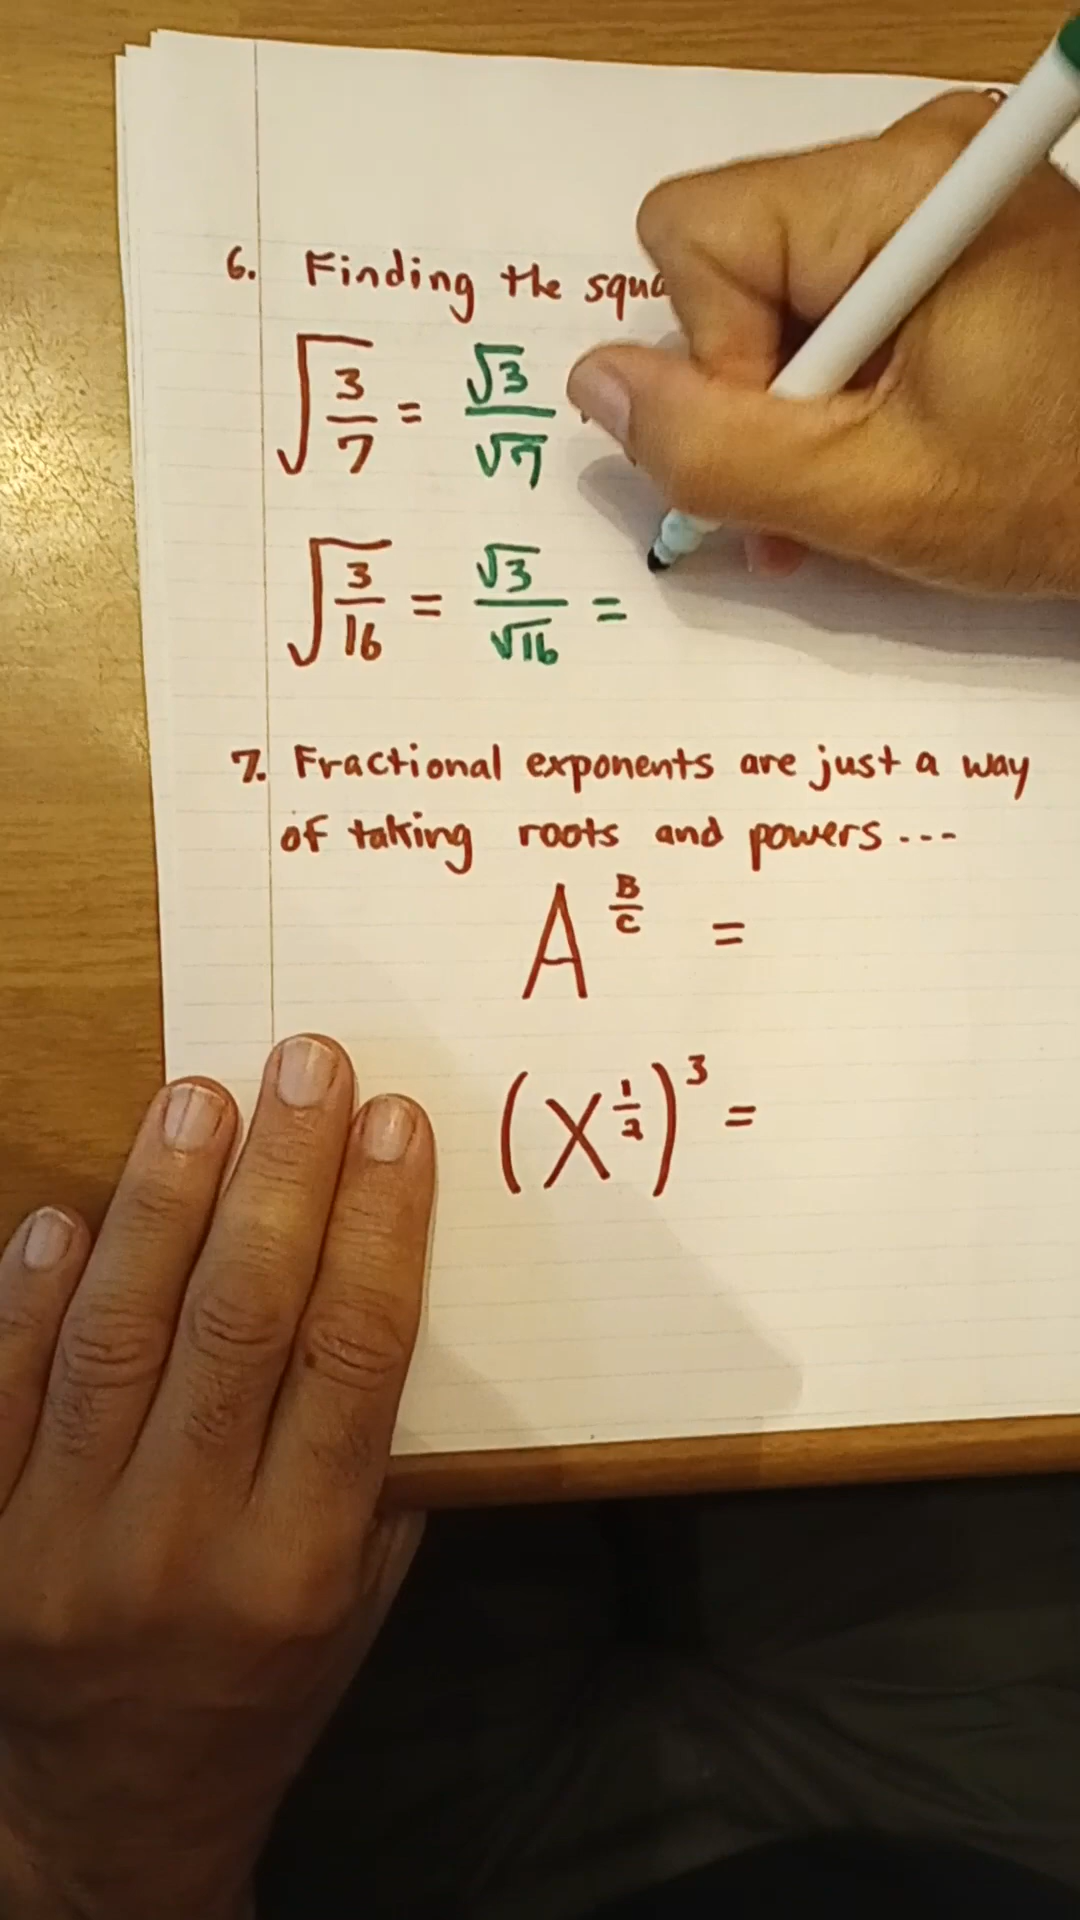 6. Finding the squa
√(3/7) = √3/√7
√(3/16) = √3/√16 =
7. Fractional exponents are just a way
of taking roots and powers ---
A^(B/C) =
(X^(1/2))^3 =